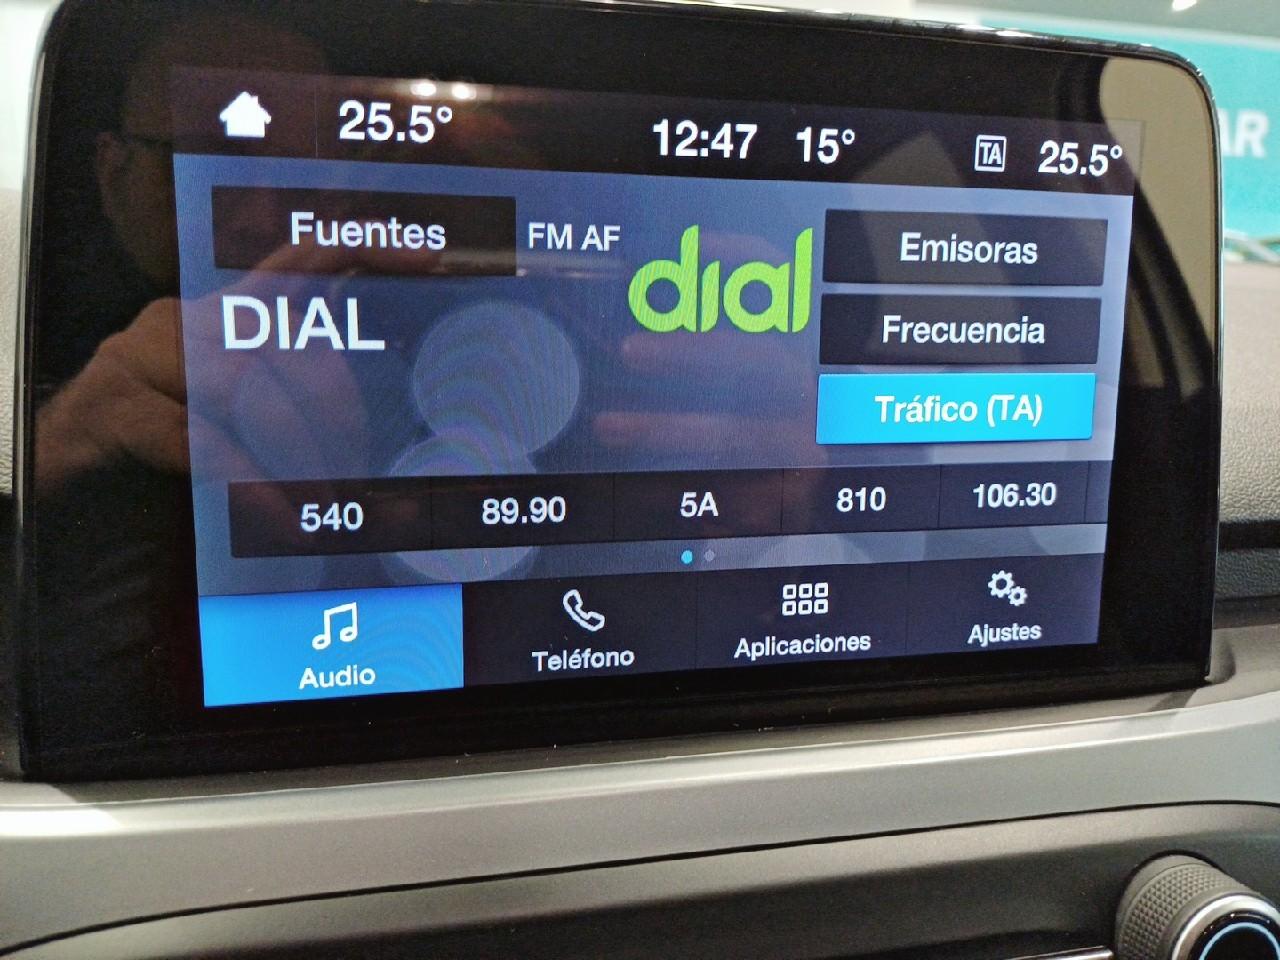 25.5° 12:47 15° TA 25.5°
Fuentes FM AF dial Emisoras
DIAL Frecuencia
Tráfico (TA)
540 89.90 5A 810 106.30
Audio Teléfono Aplicaciones Ajustes
AR